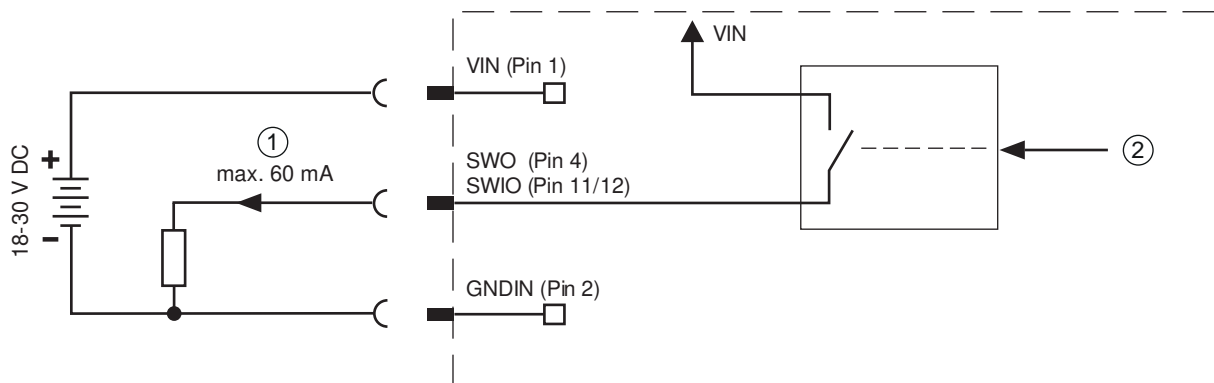 VIN
VIN (Pin 1)
①
max. 60 mA
SWO (Pin 4)
SWIO (Pin 11/12)
②
+
18-30 V DC
−
GNDIN (Pin 2)